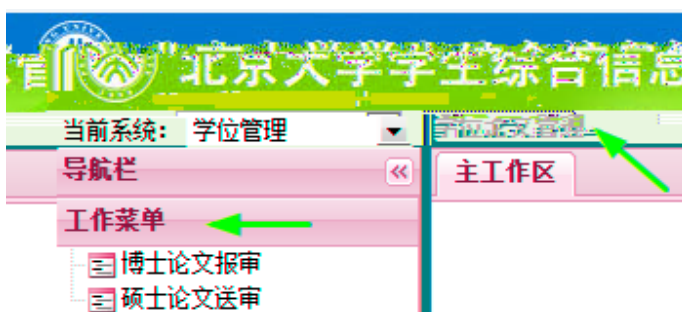 北京大学学生综合信息
当前系统： 学位管理
导航栏
主工作区
工作菜单
博士论文报审
硕士论文送审